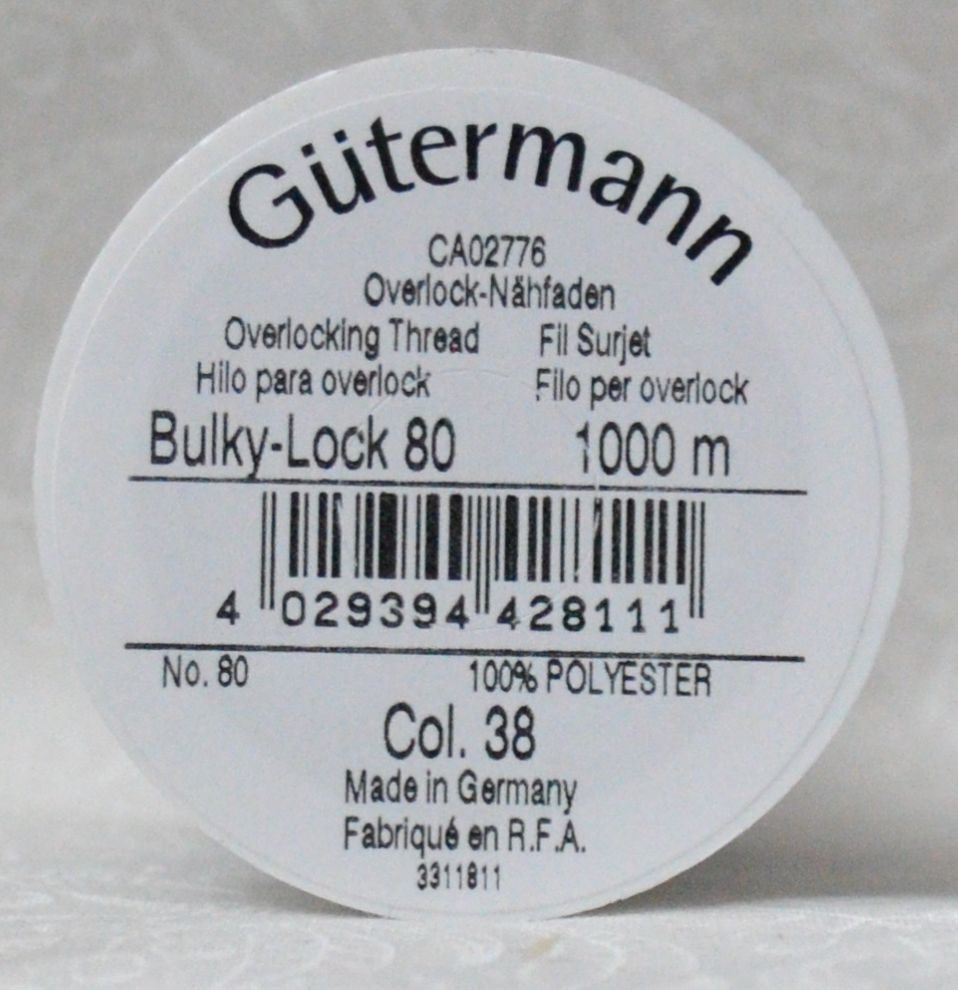 Gütermann
CA02776
Overlock-Nähfaden
Overlocking Thread Fil Surjet
Hilo para overlock Filo per overlock
Bulky-Lock 80 1000 m
4 029394 428111
No. 80 100% POLYESTER
Col. 38
Made in Germany
Fabriqué en R.F.A.
3311811